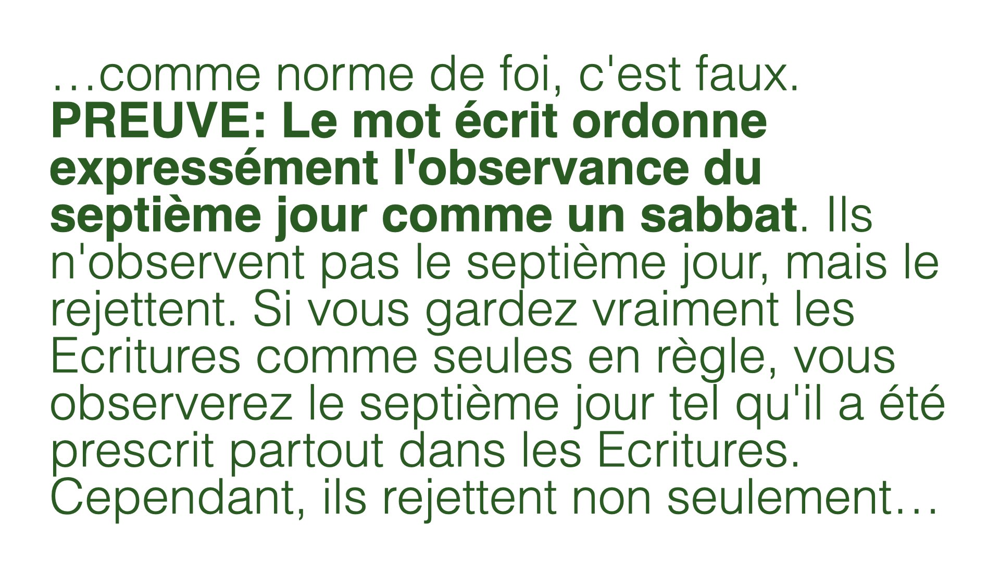 …comme norme de foi, c'est faux.
PREUVE: Le mot écrit ordonne
expressément l'observance du
septième jour comme un sabbat. Ils
n'observent pas le septième jour, mais le
rejettent. Si vous gardez vraiment les
Ecritures comme seules en règle, vous
observerez le septième jour tel qu'il a été
prescrit partout dans les Ecritures.
Cependant, ils rejettent non seulement…